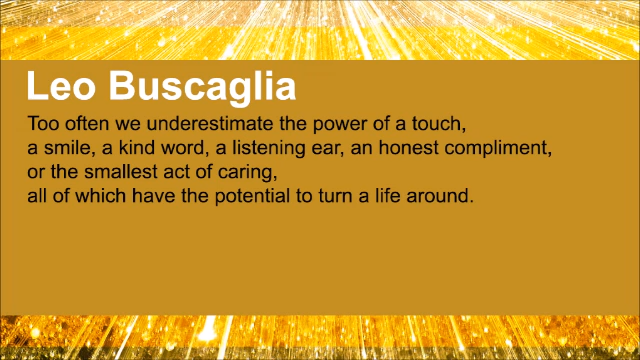 Leo Buscaglia
Too often we underestimate the power of a touch,
a smile, a kind word, a listening ear, an honest compliment,
or the smallest act of caring,
all of which have the potential to turn a life around.